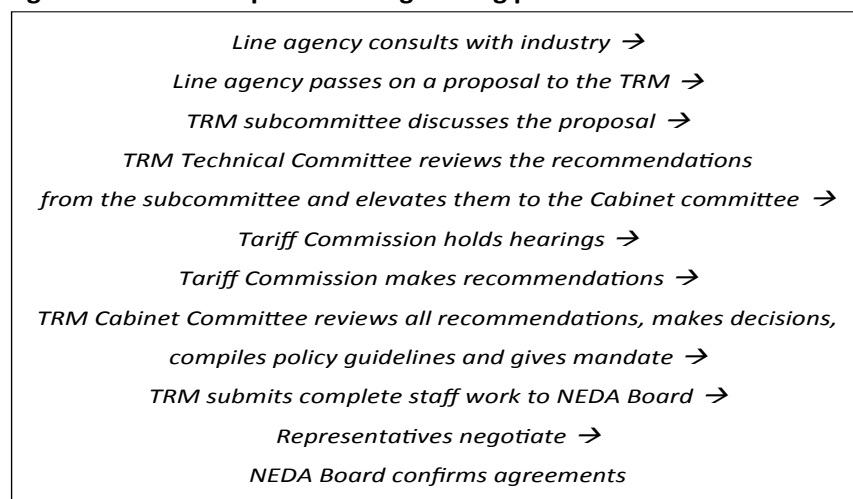 Line agency consults with industry →
Line agency passes on a proposal to the TRM →
TRM subcommittee discusses the proposal →
TRM Technical Committee reviews the recommendations
from the subcommittee and elevates them to the Cabinet committee →
Tariff Commission holds hearings →
Tariff Commission makes recommendations →
TRM Cabinet Committee reviews all recommendations, makes decisions,
compiles policy guidelines and gives mandate →
TRM submits complete staff work to NEDA Board →
Representatives negotiate →
NEDA Board confirms agreements